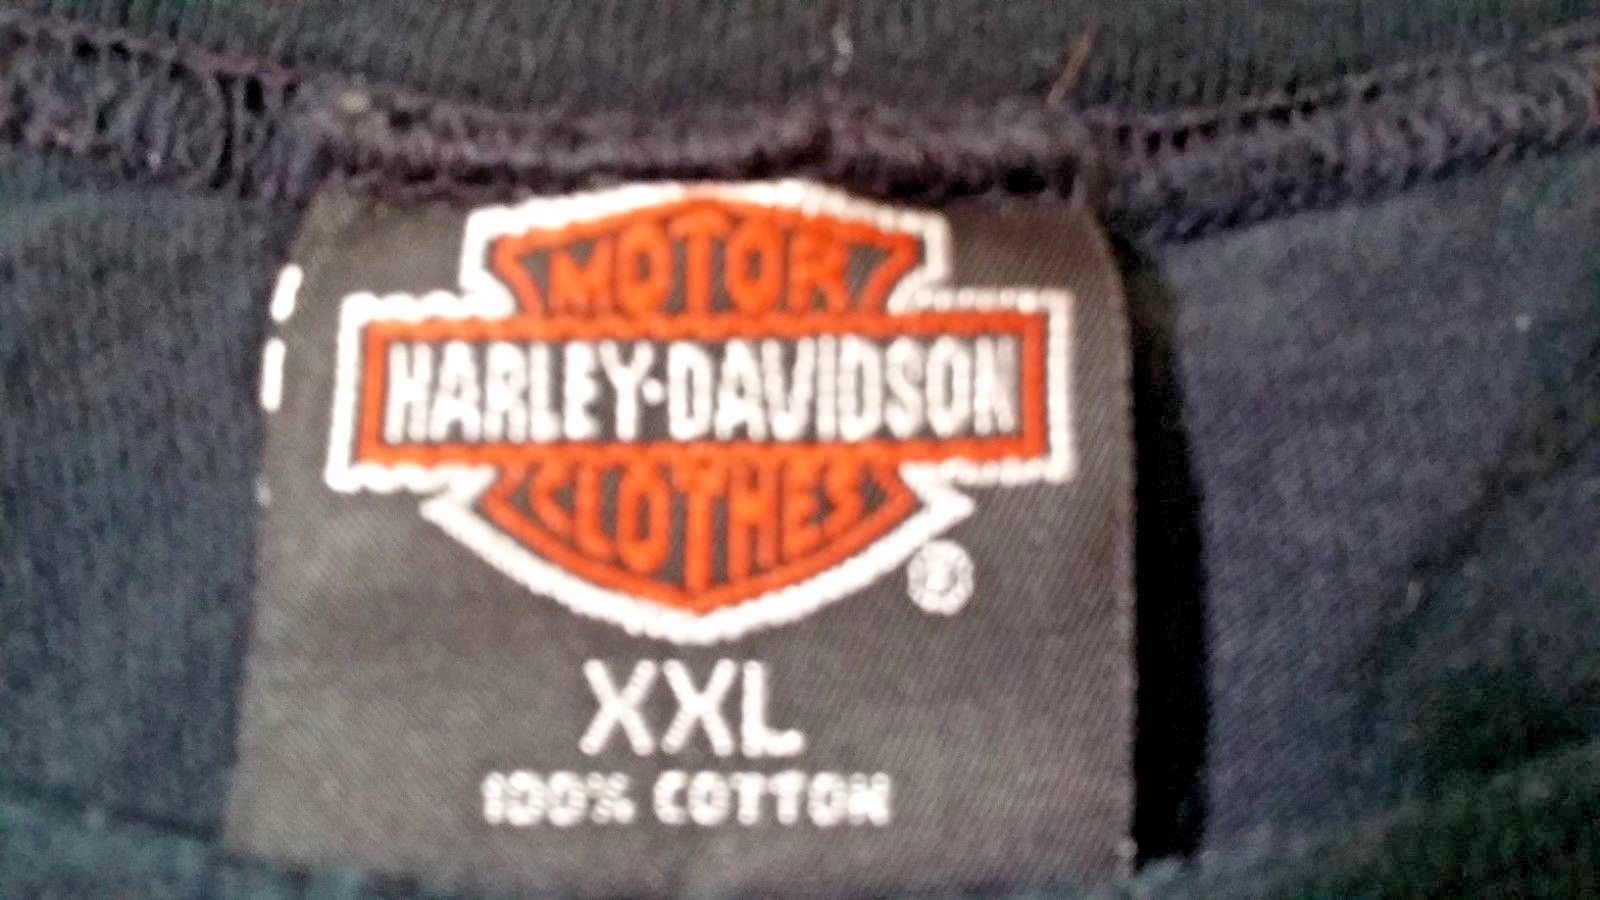 MOTOR
HARLEY-DAVIDSON
CLOTHES
®
XXL
100% COTTON